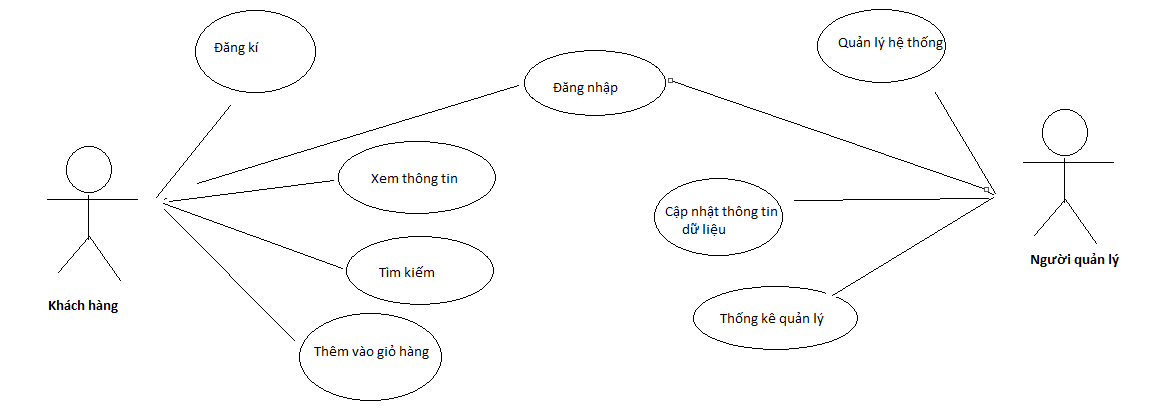 Đăng kí
Quản lý hệ thống
Đăng nhập
Xem thông tin
Cập nhật thông tin
dữ liệu
Người quản lý
Tìm kiếm
Khách hàng
Thống kê quản lý
Thêm vào giỏ hàng